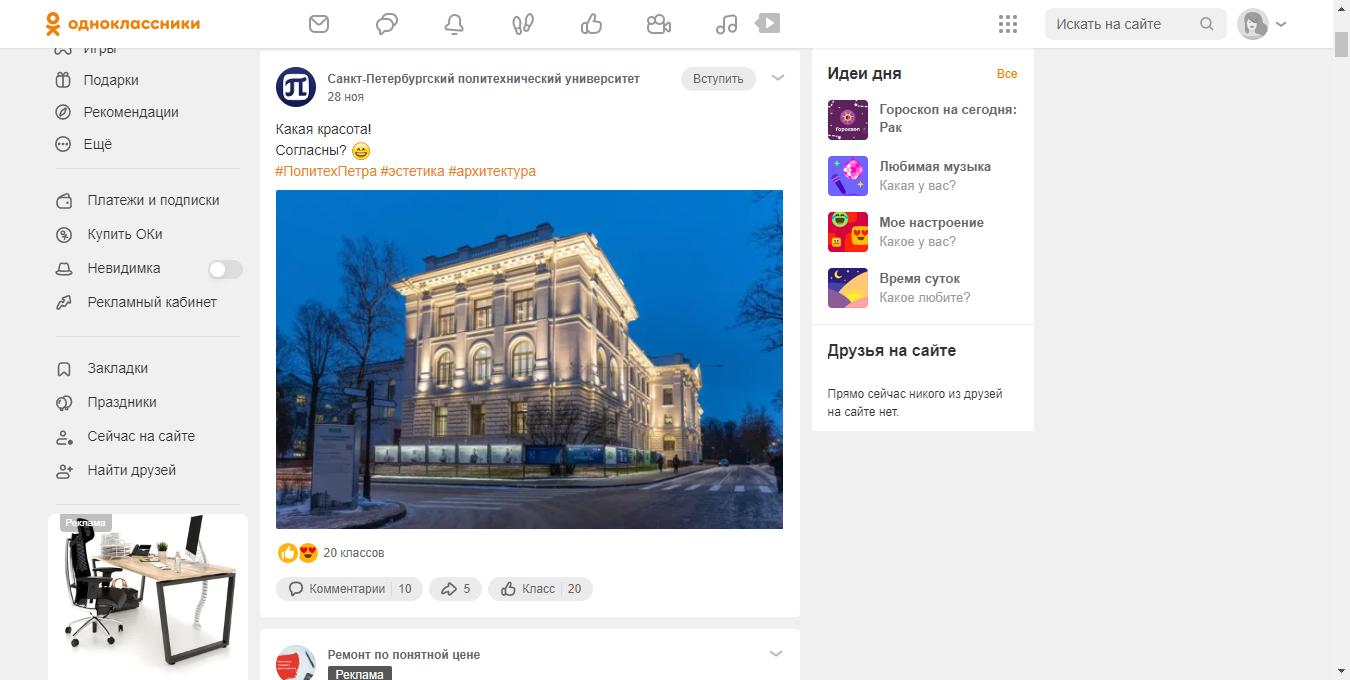 одноклассники
Искать на сайте
Игры
Подарки
Рекомендации
Ещё
Платежи и подписки
Купить ОКи
Невидимка
Рекламный кабинет
Закладки
Праздники
Сейчас на сайте
Найти друзей
Реклама
Санкт-Петербургский политехнический университет
28 ноя
Вступить
Какая красота!
Согласны?
#ПолитехПетра #эстетика #архитектура
20 классов
Комментарии 10
5
Класс 20
Ремонт по понятной цене
Реклама
Идеи дня
Все
Гороскоп
Гороскоп на сегодня:
Рак
Любимая музыка
Какая у вас?
Мое настроение
Какое у вас?
Время суток
Какое любите?
Друзья на сайте
Прямо сейчас никого из друзей
на сайте нет.